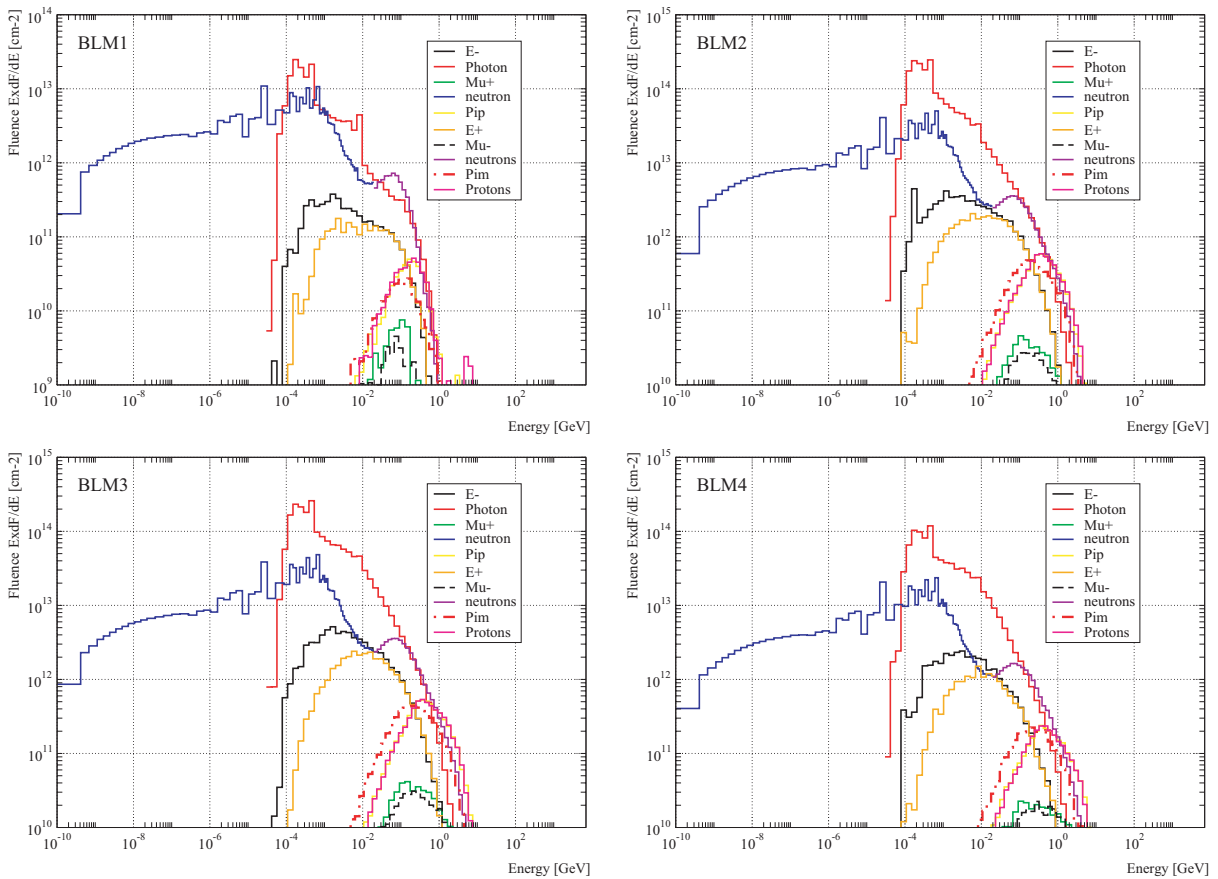 Fluence ExdF/dE [cm-2]
10^14
10^13
10^12
10^11
10^10
10^9
BLM1
E-
Photon
Mu+
neutron
Pip
E+
Mu-
neutrons
Pim
Protons
10^-10 10^-8 10^-6 10^-4 10^-2 10^0 10^2
Energy [GeV]
Fluence ExdF/dE [cm-2]
10^15
10^14
10^13
10^12
10^11
10^10
BLM2
E-
Photon
Mu+
neutron
Pip
E+
Mu-
neutrons
Pim
Protons
10^-10 10^-8 10^-6 10^-4 10^-2 10^0 10^2
Energy [GeV]
Fluence ExdF/dE [cm-2]
10^15
10^14
10^13
10^12
10^11
10^10
BLM3
E-
Photon
Mu+
neutron
Pip
E+
Mu-
neutrons
Pim
Protons
10^-10 10^-8 10^-6 10^-4 10^-2 10^0 10^2
Energy [GeV]
Fluence ExdF/dE [cm-2]
10^15
10^14
10^13
10^12
10^11
10^10
BLM4
E-
Photon
Mu+
neutron
Pip
E+
Mu-
neutrons
Pim
Protons
10^-10 10^-8 10^-6 10^-4 10^-2 10^0 10^2
Energy [GeV]